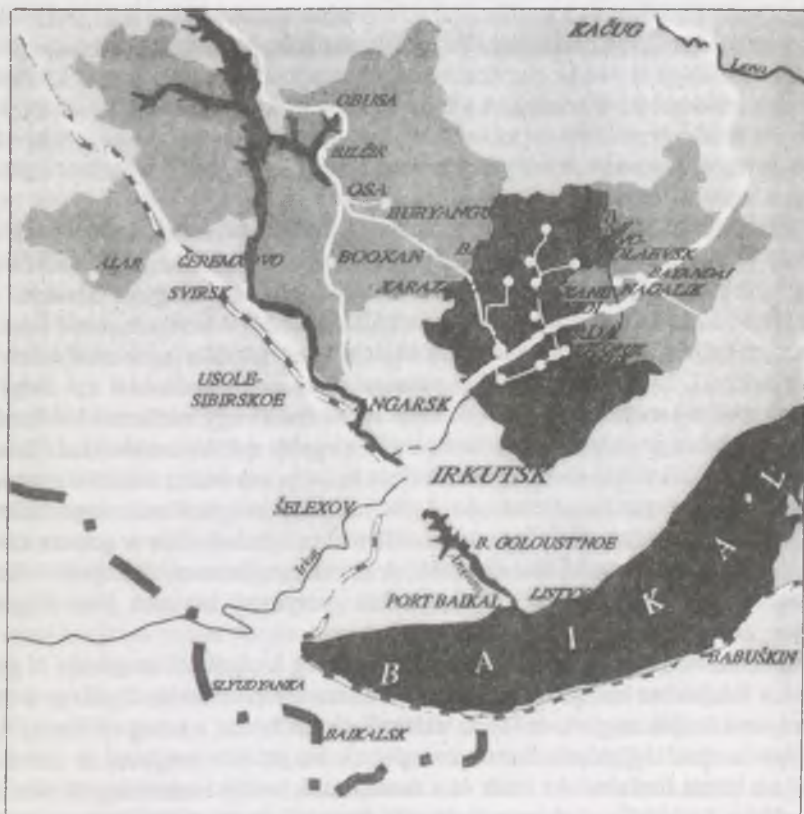 KAČUG
Lena
OBUSA
BILČIR
OSA
BURYANGU
BOOXAN
ALAR
ČEREMXOVO
SVIRSK
XARAZ
BAYANDAI
NAGALIK
USOLE-
SIBIRSKOE
ANGARSK
IRKUTSK
ŠELEXOV
Irkut
B. GOLOUST'NOE
PORT BAIKAL
LISTV
B A I K A L
BABUŠKIN
SLYUDYANKA
BAIKALSK